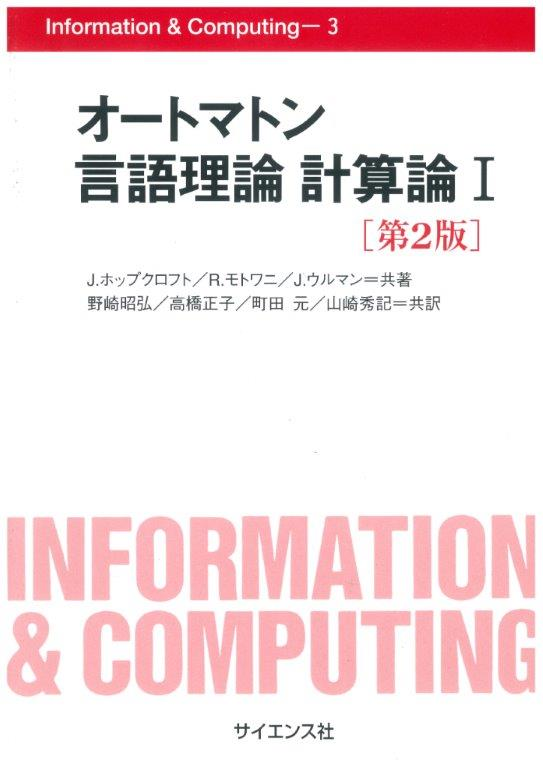 Information & Computing－3
オートマトン
言語理論 計算論 I
［第2版］
J.ホップクロフト／R.モトワニ／J.ウルマン＝共著
野崎昭弘／高橋正子／町田 元／山崎秀記＝共訳
INFORMATION
& COMPUTING
サイエンス社